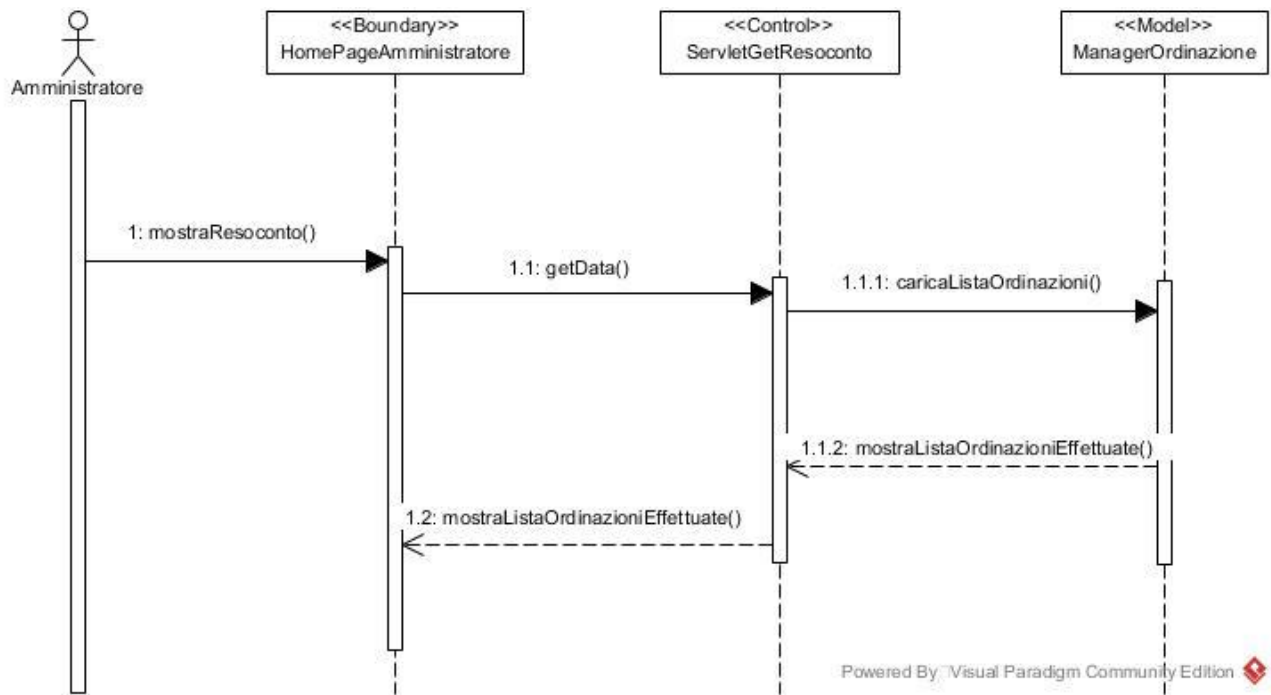 <<Boundary>>
HomePageAmministratore
<<Control>>
ServletGetResoconto
<<Model>>
ManagerOrdinazione
Amministratore
1: mostraResoconto()
1.1: getData()
1.1.1: caricaListaOrdinazioni()
1.1.2: mostraListaOrdinazioniEffettuate()
1.2: mostraListaOrdinazioniEffettuate()
Powered By Visual Paradigm Community Edition